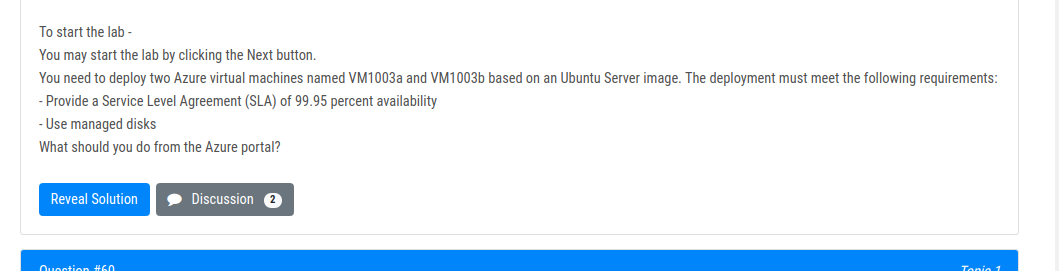 To start the lab -
You may start the lab by clicking the Next button.
You need to deploy two Azure virtual machines named VM1003a and VM1003b based on an Ubuntu Server image. The deployment must meet the following requirements:
- Provide a Service Level Agreement (SLA) of 99.95 percent availability
- Use managed disks
What should you do from the Azure portal?
Reveal Solution Discussion 2
Question #60 Topic 1